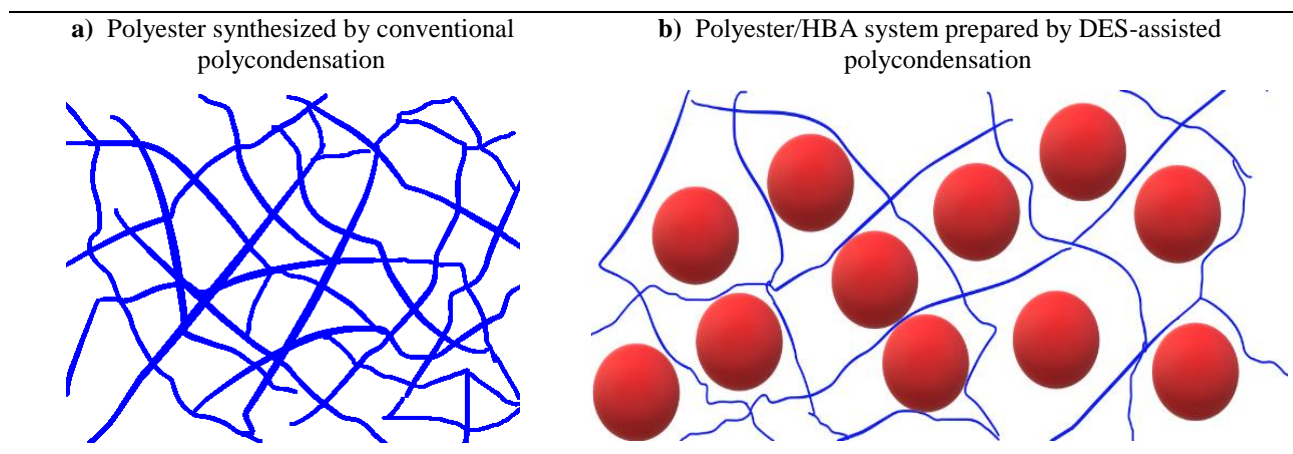 a) Polyester synthesized by conventional
polycondensation
b) Polyester/HBA system prepared by DES-assisted
polycondensation